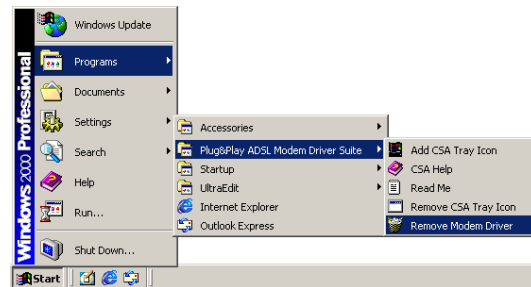 Windows 2000 Professional
Windows Update
Programs
Documents
Settings
Search
Help
Run...
Shut Down...
Accessories
Plug&Play ADSL Modem Driver Suite
Startup
UltraEdit
Internet Explorer
Outlook Express
Add CSA Tray Icon
CSA Help
Read Me
Remove CSA Tray Icon
Remove Modem Driver
Start